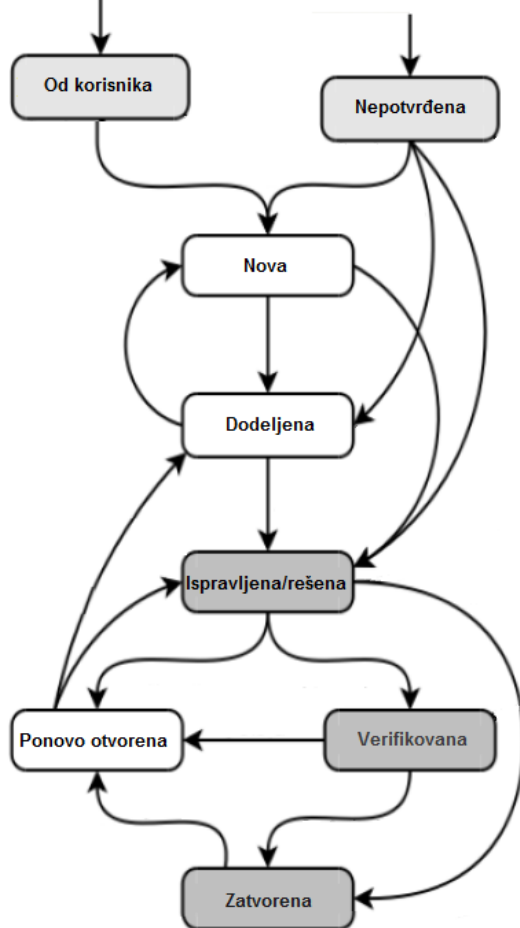 Od korisnika
Nepotvrđena
Nova
Dodeljena
Ispravljena/rešena
Ponovo otvorena
Verifikovana
Zatvorena